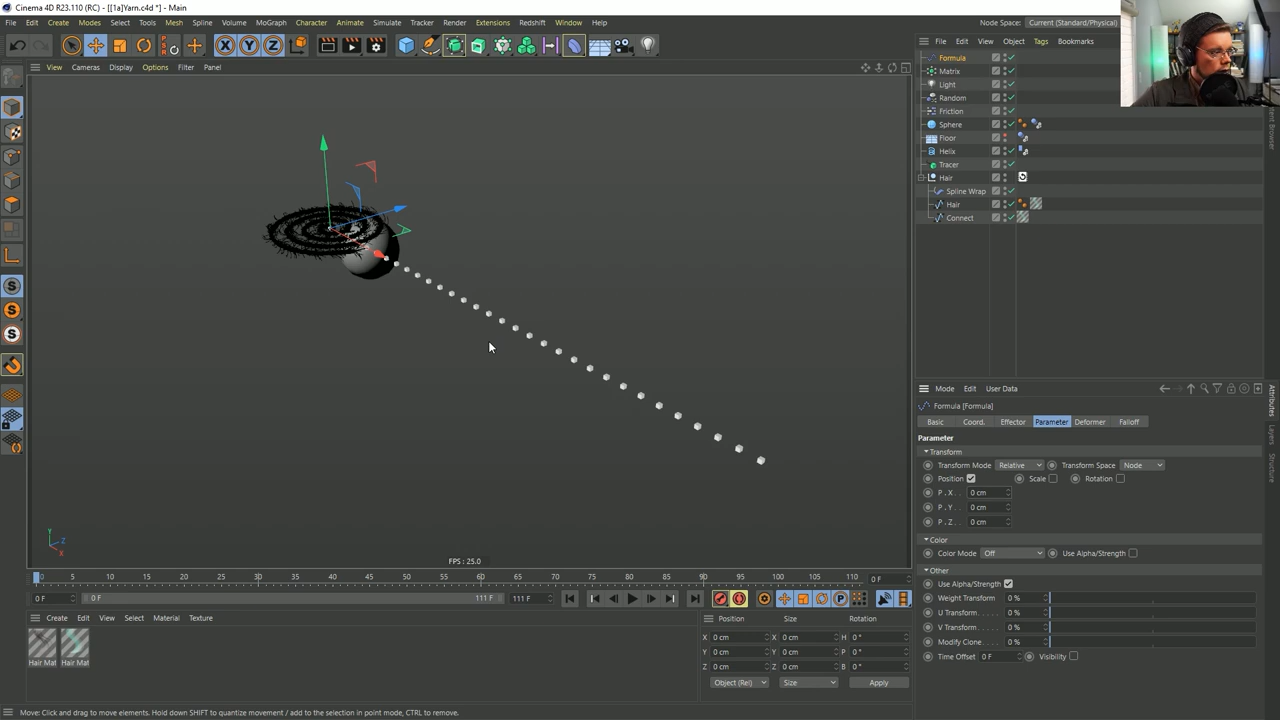 Cinema 4D R23.110 (RC) - [[1a]Yarn.c4d *] - Main
File Edit Create Modes Select Tools Mesh Spline Volume MoGraph Character Animate Simulate Tracker Render Extensions Redshift Window Help Node Space: Current (Standard/Physical)
View Cameras Display Options Filter Panel
File Edit View Object Tags Bookmarks
Formula
Matrix
Light
Random
Friction
Sphere
Floor
Helix
Tracer
Hair
Spline Wrap
Hair
Connect
Mode Edit User Data
Formula [Formula]
Basic Coord. Effector Parameter Deformer Falloff
Parameter
Transform
Transform Mode Relative Transform Space Node
Position Scale Rotation
P . X 0 cm
P . Y 0 cm
P . Z 0 cm
Color
Color Mode Off Use Alpha/Strength
Other
Use Alpha/Strength
Weight Transform 0 %
U Transform 0 %
V Transform 0 %
Modify Clone 0 %
Time Offset 0 F Visibility
Attributes
Layers
Structure
Y
Z
X
FPS : 25.0
0 5 10 15 20 25 30 35 40 45 50 55 60 65 70 75 80 85 90 95 100 105 110 0 F
0 F 0 F 111 F 111 F
Create Edit View Select Material Texture
Hair Mat Hair Mat
Position Size Rotation
X 0 cm X 0 cm H 0 °
Y 0 cm Y 0 cm P 0 °
Z 0 cm Z 0 cm B 0 °
Object (Rel) Size Apply
Move: Click and drag to move elements. Hold down SHIFT to quantize movement / add to the selection in point mode, CTRL to remove.